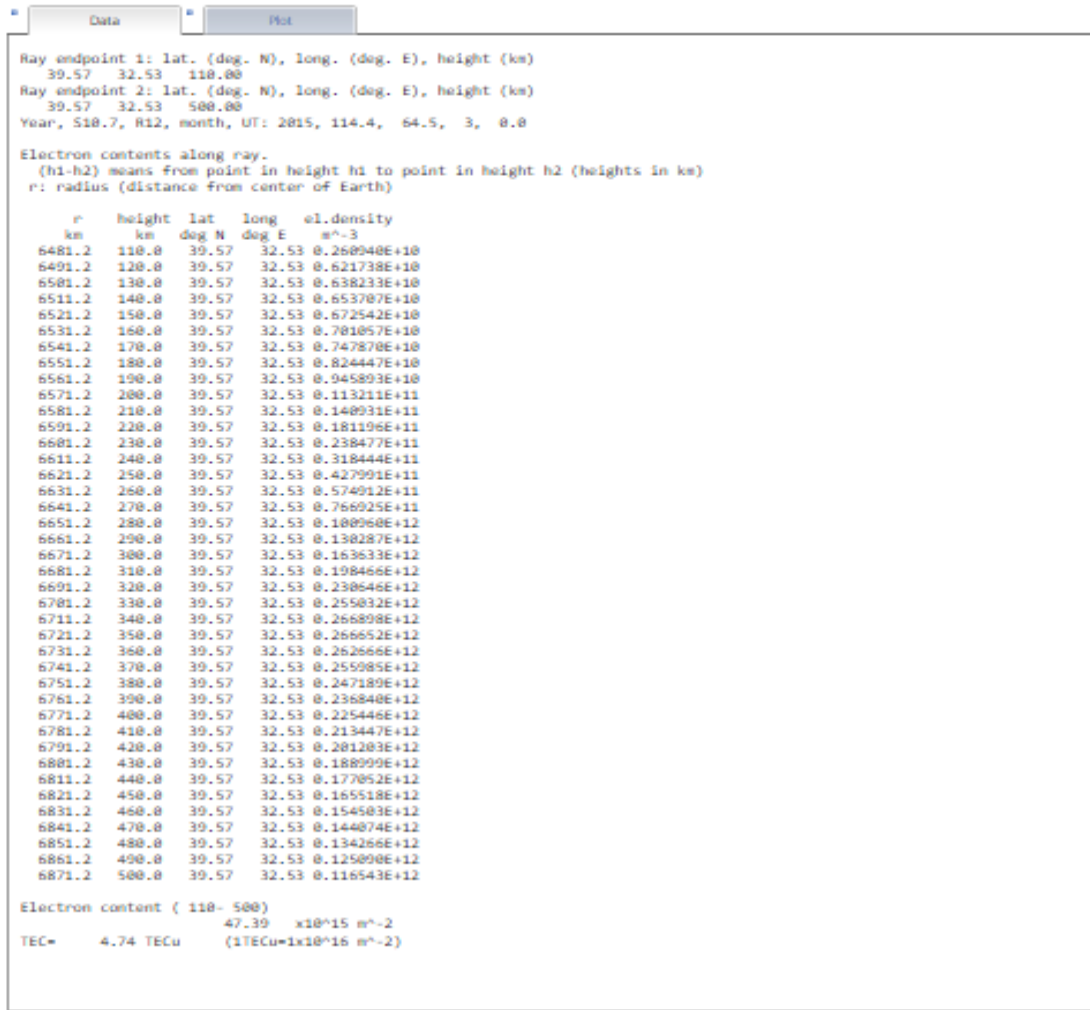 Data
Plot
Ray endpoint 1: lat. (deg. N), long. (deg. E), height (km)
39.57 32.53 110.00
Ray endpoint 2: lat. (deg. N), long. (deg. E), height (km)
39.57 32.53 500.00
Year, S10.7, R12, month, UT: 2015, 114.4, 64.5, 3, 0.0
Electron contents along ray.
(h1-h2) means from point in height h1 to point in height h2 (heights in km)
r: radius (distance from center of Earth)
r height lat long el.density
km km deg N deg E m^-3
6481.2 110.0 39.57 32.53 0.260940E+10
6491.2 120.0 39.57 32.53 0.621738E+10
6501.2 130.0 39.57 32.53 0.638233E+10
6511.2 140.0 39.57 32.53 0.653707E+10
6521.2 150.0 39.57 32.53 0.672542E+10
6531.2 160.0 39.57 32.53 0.701057E+10
6541.2 170.0 39.57 32.53 0.747870E+10
6551.2 180.0 39.57 32.53 0.824447E+10
6561.2 190.0 39.57 32.53 0.945893E+10
6571.2 200.0 39.57 32.53 0.113211E+11
6581.2 210.0 39.57 32.53 0.140931E+11
6591.2 220.0 39.57 32.53 0.181196E+11
6601.2 230.0 39.57 32.53 0.238477E+11
6611.2 240.0 39.57 32.53 0.318444E+11
6621.2 250.0 39.57 32.53 0.427991E+11
6631.2 260.0 39.57 32.53 0.574912E+11
6641.2 270.0 39.57 32.53 0.766925E+11
6651.2 280.0 39.57 32.53 0.100960E+12
6661.2 290.0 39.57 32.53 0.130287E+12
6671.2 300.0 39.57 32.53 0.163633E+12
6681.2 310.0 39.57 32.53 0.198466E+12
6691.2 320.0 39.57 32.53 0.230646E+12
6701.2 330.0 39.57 32.53 0.255032E+12
6711.2 340.0 39.57 32.53 0.266898E+12
6721.2 350.0 39.57 32.53 0.266652E+12
6731.2 360.0 39.57 32.53 0.262666E+12
6741.2 370.0 39.57 32.53 0.255985E+12
6751.2 380.0 39.57 32.53 0.247189E+12
6761.2 390.0 39.57 32.53 0.236840E+12
6771.2 400.0 39.57 32.53 0.225446E+12
6781.2 410.0 39.57 32.53 0.213447E+12
6791.2 420.0 39.57 32.53 0.201203E+12
6801.2 430.0 39.57 32.53 0.188999E+12
6811.2 440.0 39.57 32.53 0.177052E+12
6821.2 450.0 39.57 32.53 0.165518E+12
6831.2 460.0 39.57 32.53 0.154503E+12
6841.2 470.0 39.57 32.53 0.144074E+12
6851.2 480.0 39.57 32.53 0.134266E+12
6861.2 490.0 39.57 32.53 0.125090E+12
6871.2 500.0 39.57 32.53 0.116543E+12
Electron content ( 110- 500)
47.39 x10^15 m^-2
TEC= 4.74 TECu (1TECu=1x10^16 m^-2)